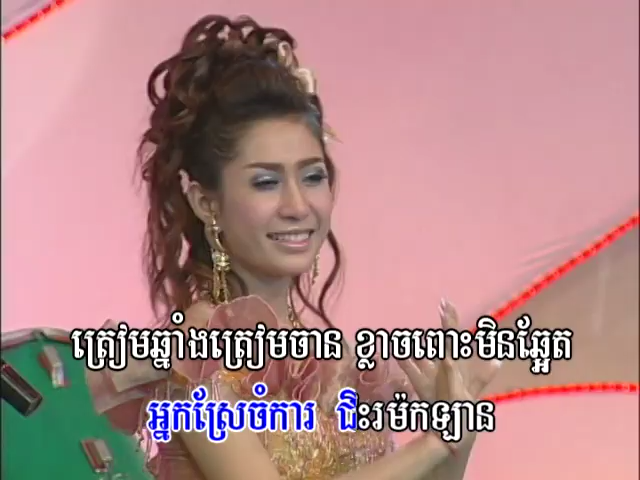 ត្រៀមឆ្នាំងត្រៀមចាន ខ្លាចពោះមិនឆ្អែត
អ្នកស្រែចំការ ជិះរម៉កឡាន